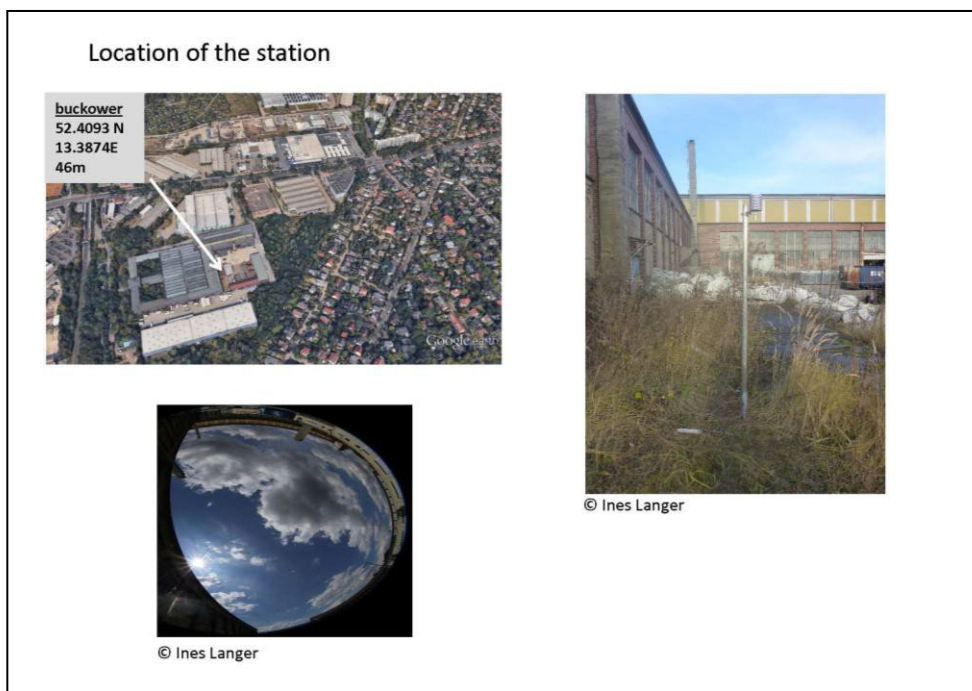 Location of the station
buckower
52.4093 N
13.3874E
46m
Google earth
© Ines Langer
© Ines Langer